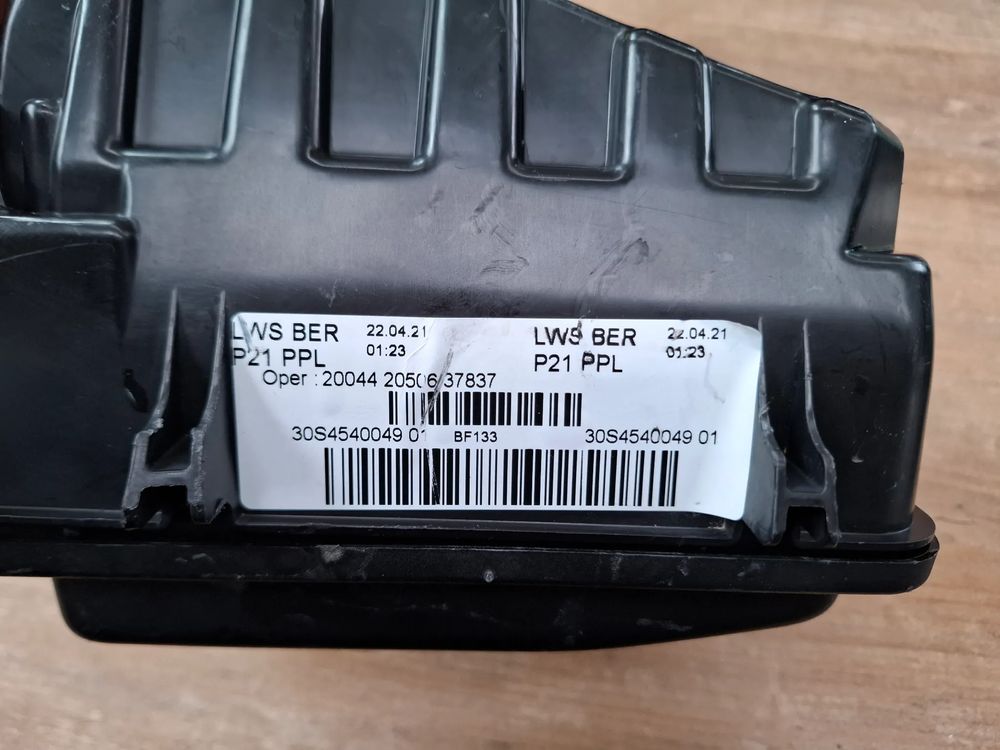 LWS BER 22.04.21 LWS BER 22.04.21
P21 PPL 01:23 P21 PPL 01:23
Oper : 20044 20506 37837
30S4540049 01 BF133 30S4540049 01